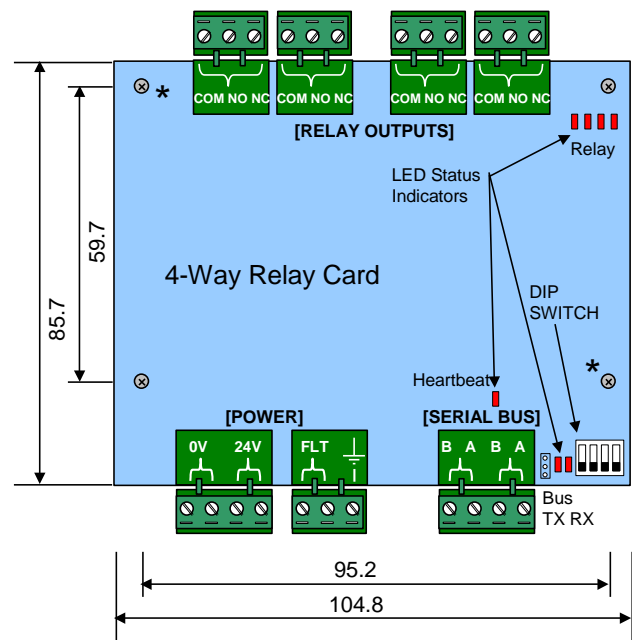 COM NO NC COM NO NC COM NO NC COM NO NC
[RELAY OUTPUTS]
*
Relay
LED Status
Indicators
59.7
85.7
4-Way Relay Card
DIP
SWITCH
*
Heartbeat
[POWER]
[SERIAL BUS]
0V 24V FLT B A B A
Bus
TX RX
95.2
104.8